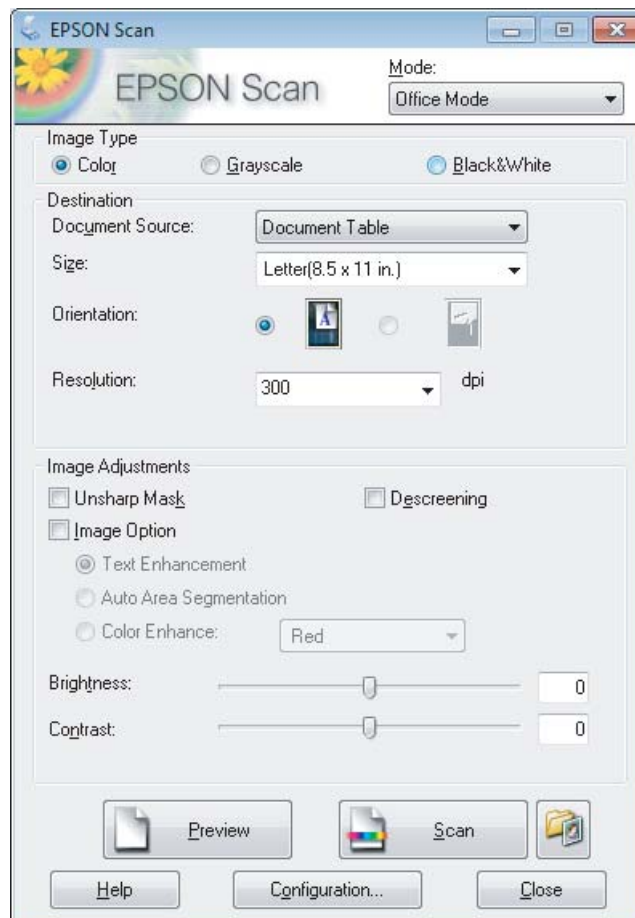 EPSON Scan
EPSON Scan
Mode:
Office Mode
Image Type
Color
Grayscale
Black&White
Destination
Document Source:
Document Table
Size:
Letter(8.5 x 11 in.)
Orientation:
A
Resolution:
300
dpi
Image Adjustments
Unsharp Mask
Descreening
Image Option
Text Enhancement
Auto Area Segmentation
Color Enhance:
Red
Brightness:
0
Contrast:
0
Preview
Scan
Help
Configuration...
Close